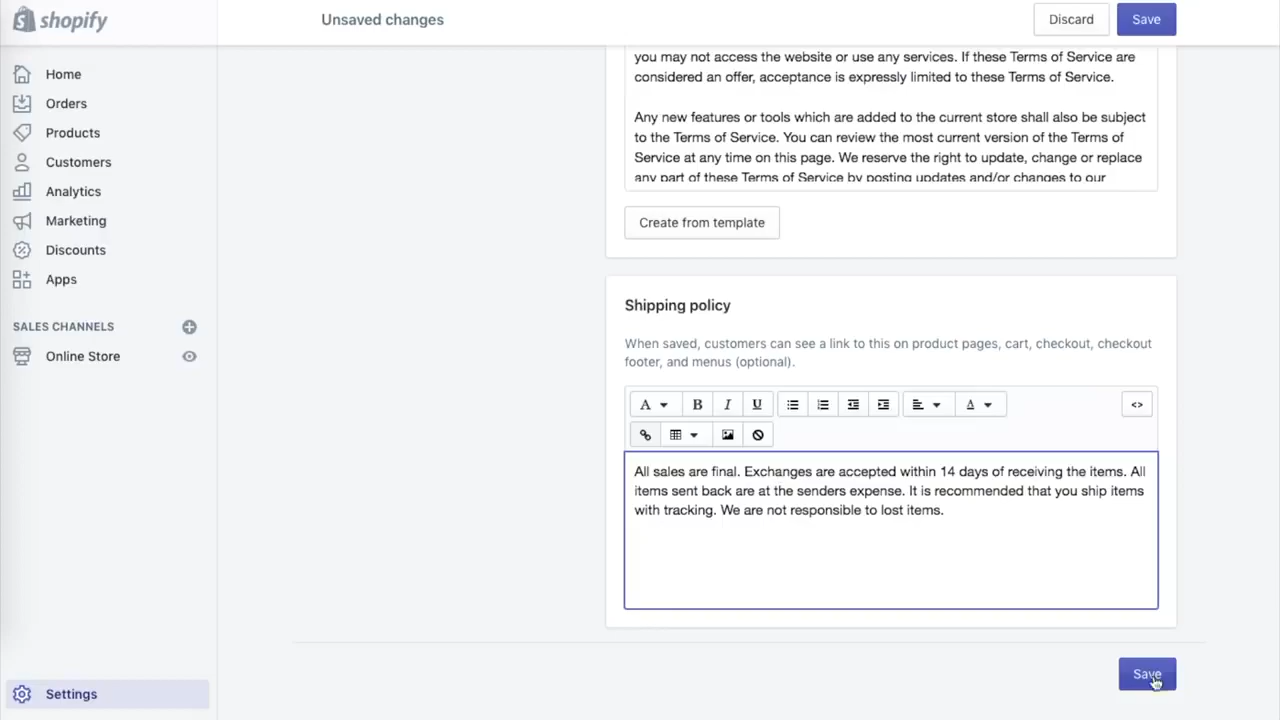 shopify
Unsaved changes
Discard
Save
Home
Orders
Products
Customers
Analytics
Marketing
Discounts
Apps
SALES CHANNELS
Online Store
Settings
you may not access the website or use any services. If these Terms of Service are
considered an offer, acceptance is expressly limited to these Terms of Service.
Any new features or tools which are added to the current store shall also be subject
to the Terms of Service. You can review the most current version of the Terms of
Service at any time on this page. We reserve the right to update, change or replace
any part of these Terms of Service by posting updates and/or changes to our
Create from template
Shipping policy
When saved, customers can see a link to this on product pages, cart, checkout, checkout
footer, and menus (optional).
A B I U A <>
All sales are final. Exchanges are accepted within 14 days of receiving the items. All
items sent back are at the senders expense. It is recommended that you ship items
with tracking. We are not responsible to lost items.
Save